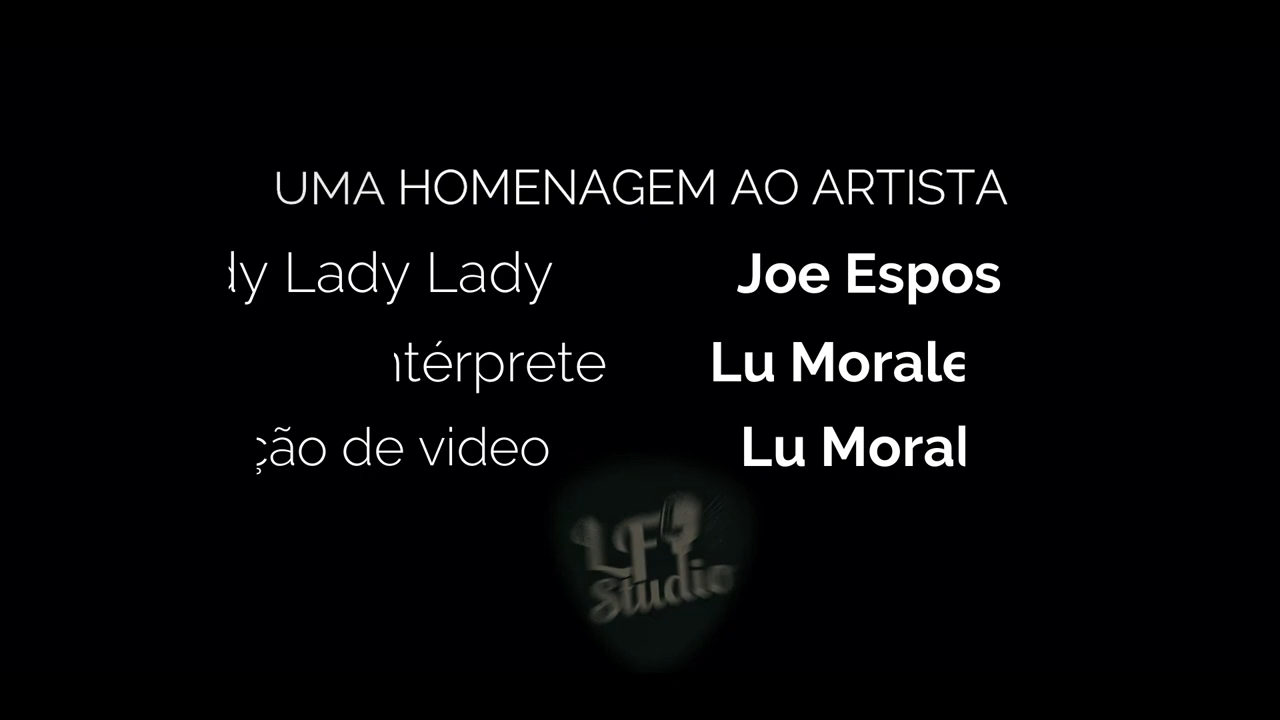 UMA HOMENAGEM AO ARTISTA
dy Lady Lady Joe Espos
ntérprete Lu Morale
ção de video Lu Moral
LF
Studio